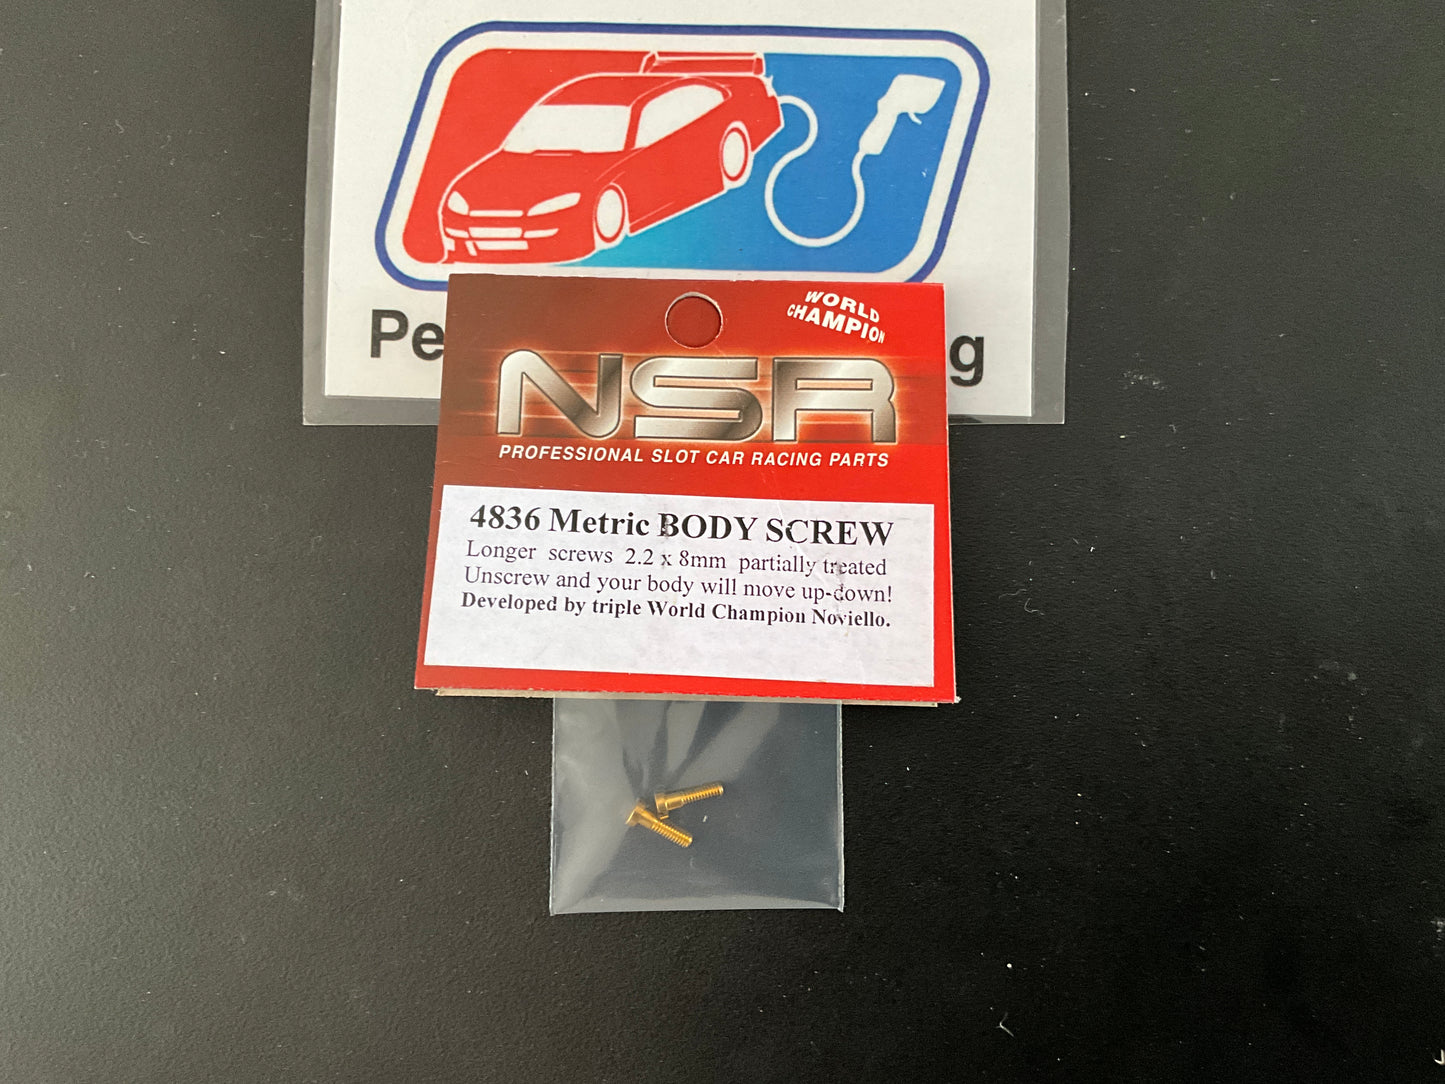 Pe
g
WORLD
CHAMPION
NSR
PROFESSIONAL SLOT CAR RACING PARTS
4836 Metric BODY SCREW
Longer screws 2.2 x 8mm partially treated
Unscrew and your body will move up-down!
Developed by triple World Champion Noviello.